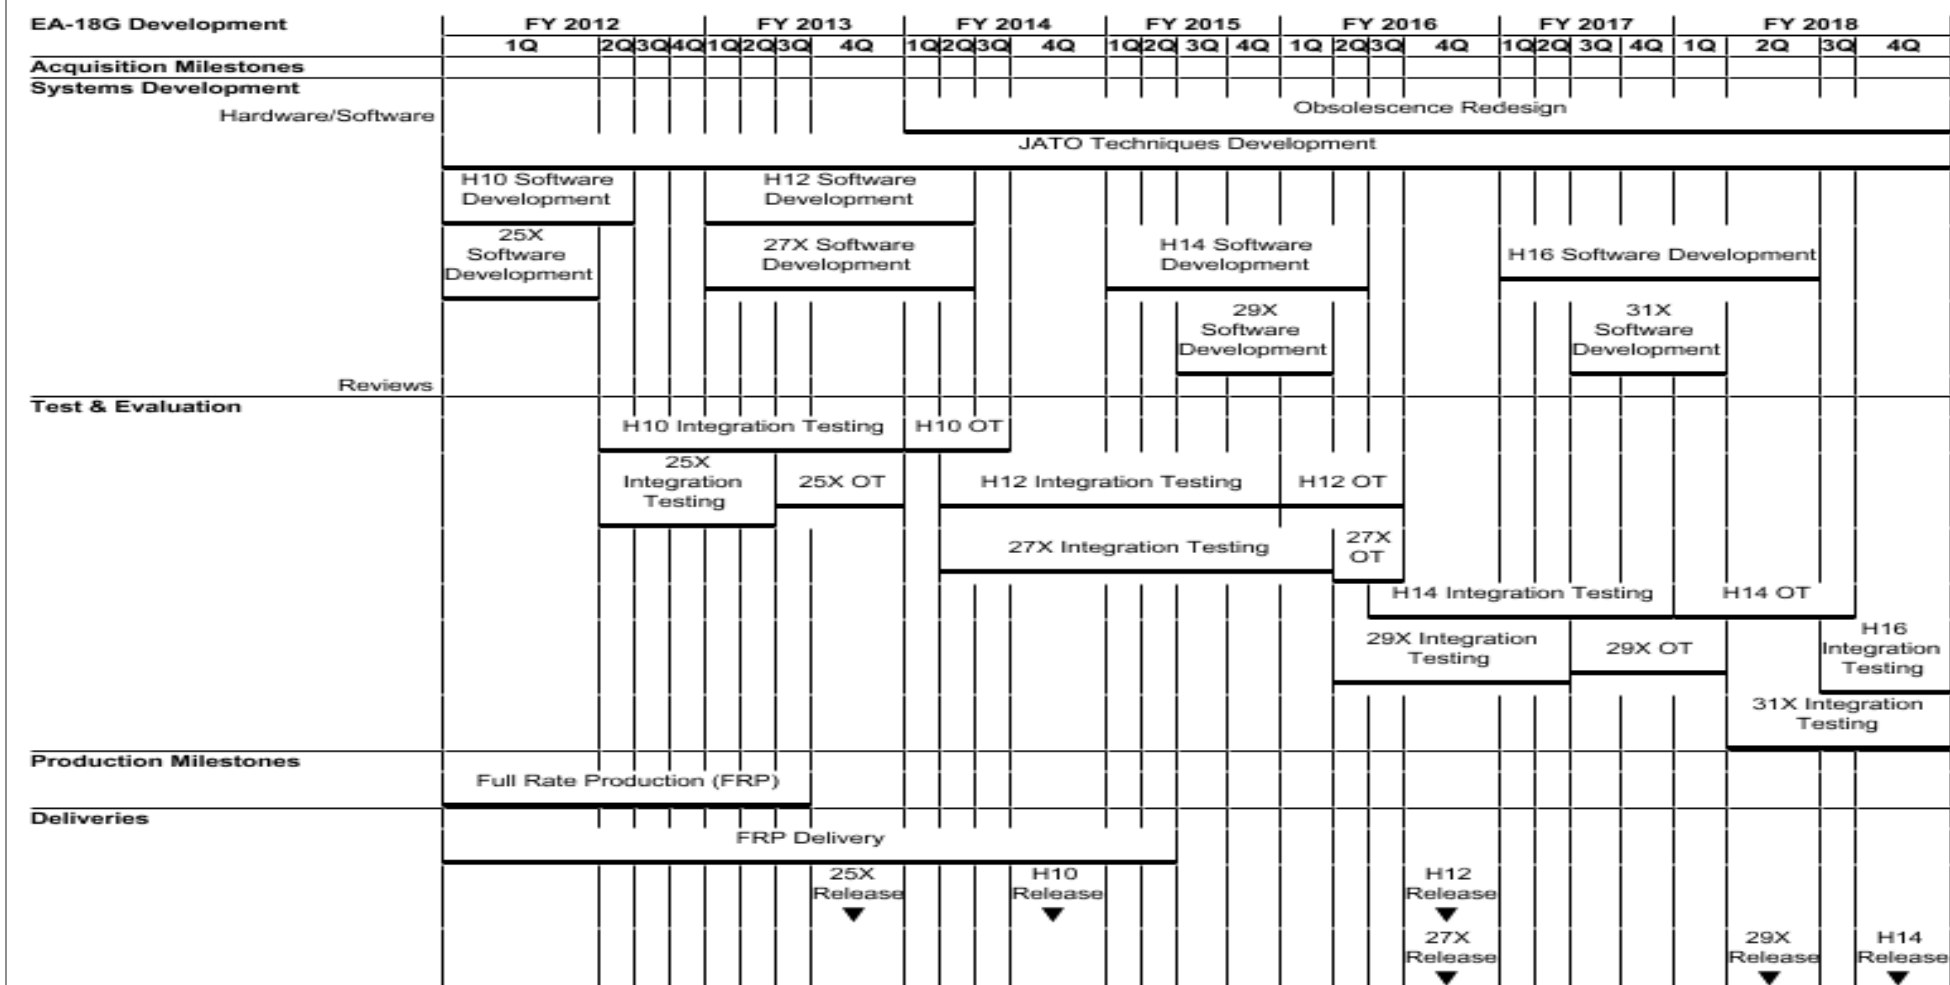 EA-18G Development FY 2012 FY 2013 FY 2014 FY 2015 FY 2016 FY 2017 FY 2018
1Q 2Q 3Q 4Q 1Q 2Q 3Q 4Q 1Q 2Q 3Q 4Q 1Q 2Q 3Q 4Q 1Q 2Q 3Q 4Q 1Q 2Q 3Q 4Q 1Q 2Q 3Q 4Q
Acquisition Milestones
Systems Development
Hardware/Software
Obsolescence Redesign
JATO Techniques Development
H10 Software
Development
H12 Software
Development
25X
Software
Development
27X Software
Development
H14 Software
Development
H16 Software Development
29X
Software
Development
31X
Software
Development
Reviews
Test & Evaluation
H10 Integration Testing
H10 OT
25X
Integration
Testing
25X OT
H12 Integration Testing
H12 OT
27X Integration Testing
27X
OT
H14 Integration Testing
H14 OT
29X Integration
Testing
29X OT
H16
Integration
Testing
31X Integration
Testing
Production Milestones
Full Rate Production (FRP)
Deliveries
FRP Delivery
25X
Release
H10
Release
H12
Release
27X
Release
29X
Release
H14
Release